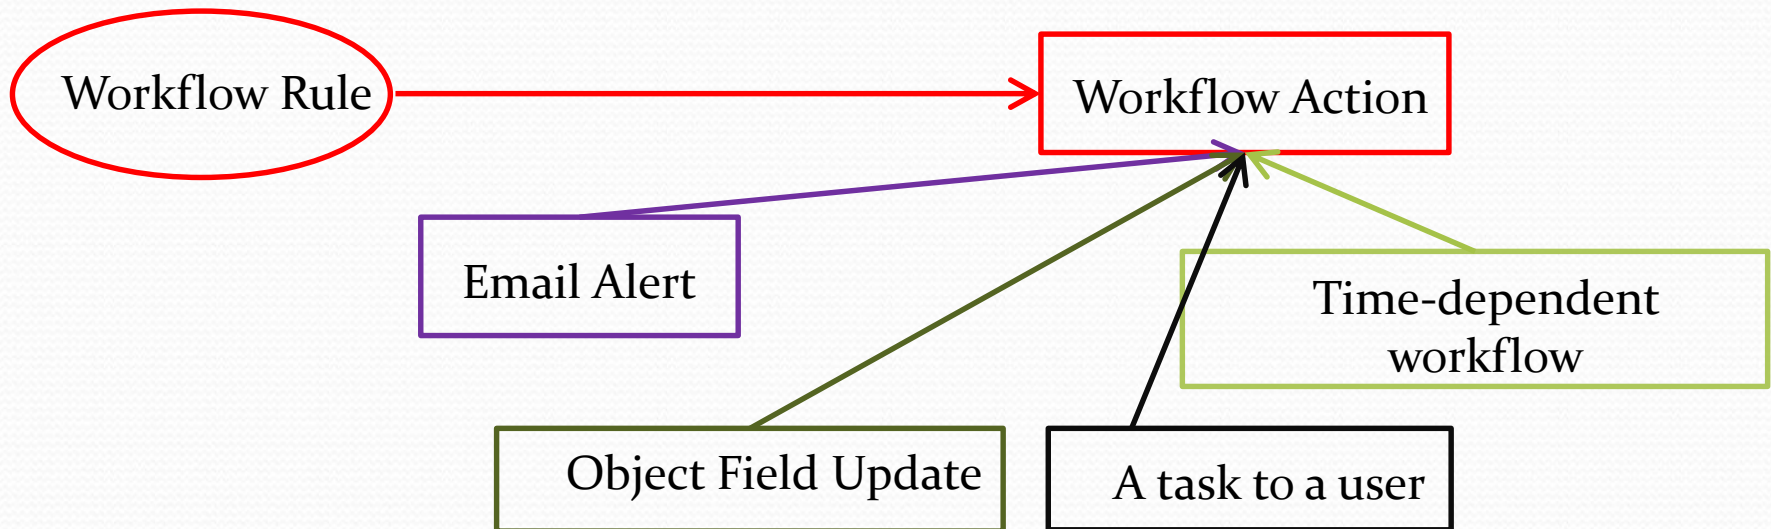 Workflow Rule
Workflow Action
Email Alert
Time-dependent
workflow
Object Field Update
A task to a user